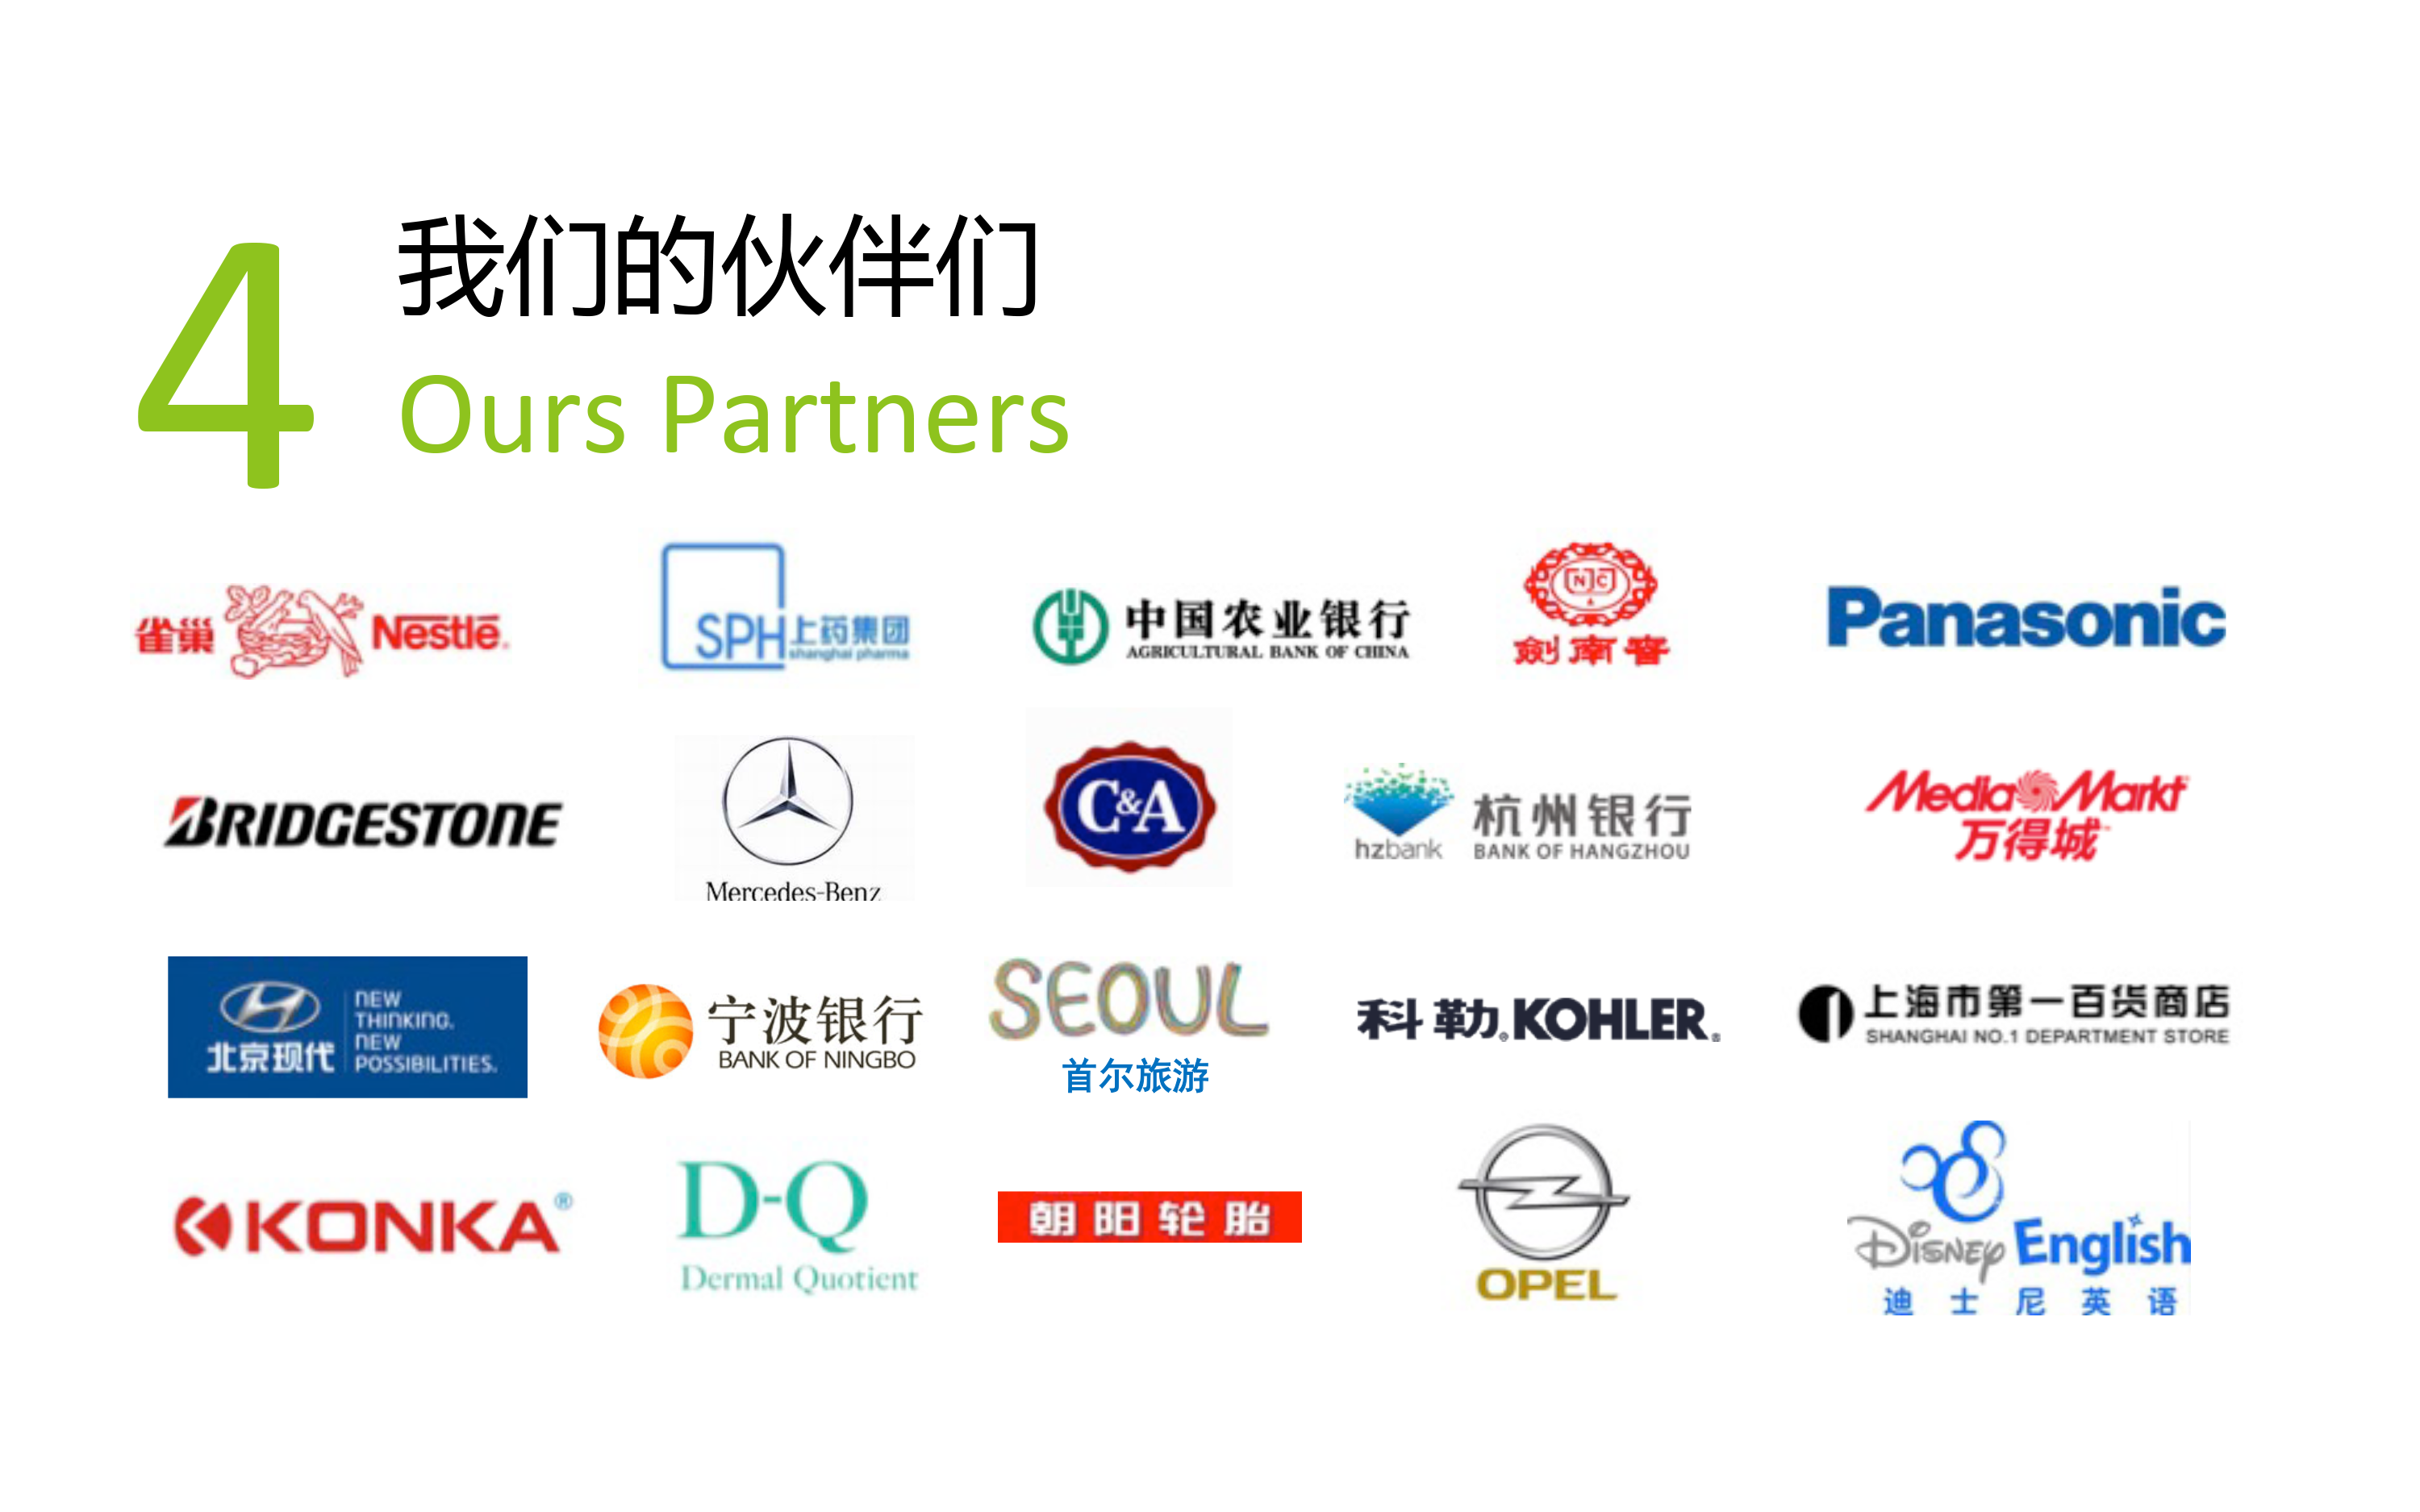 4
我们的伙伴们
Ours Partners
雀巢 Nestlé®
SPH上药集团
shanghai pharma
中国农业银行
AGRICULTURAL BANK OF CHINA
NJC
劍南春
Panasonic
BRIDGESTONE
Mercedes-Benz
C&A
hzbank
杭州银行
BANK OF HANGZHOU
Media Markt
万得城
北京现代
NEW
THINKING.
NEW
POSSIBILITIES.
宁波银行
BANK OF NINGBO
SEOUL
首尔旅游
科勒® KOHLER®
上海市第一百货商店
SHANGHAI NO.1 DEPARTMENT STORE
KONKA®
D-Q
Dermal Quotient
朝阳轮胎
OPEL
Disney English
迪士尼英语